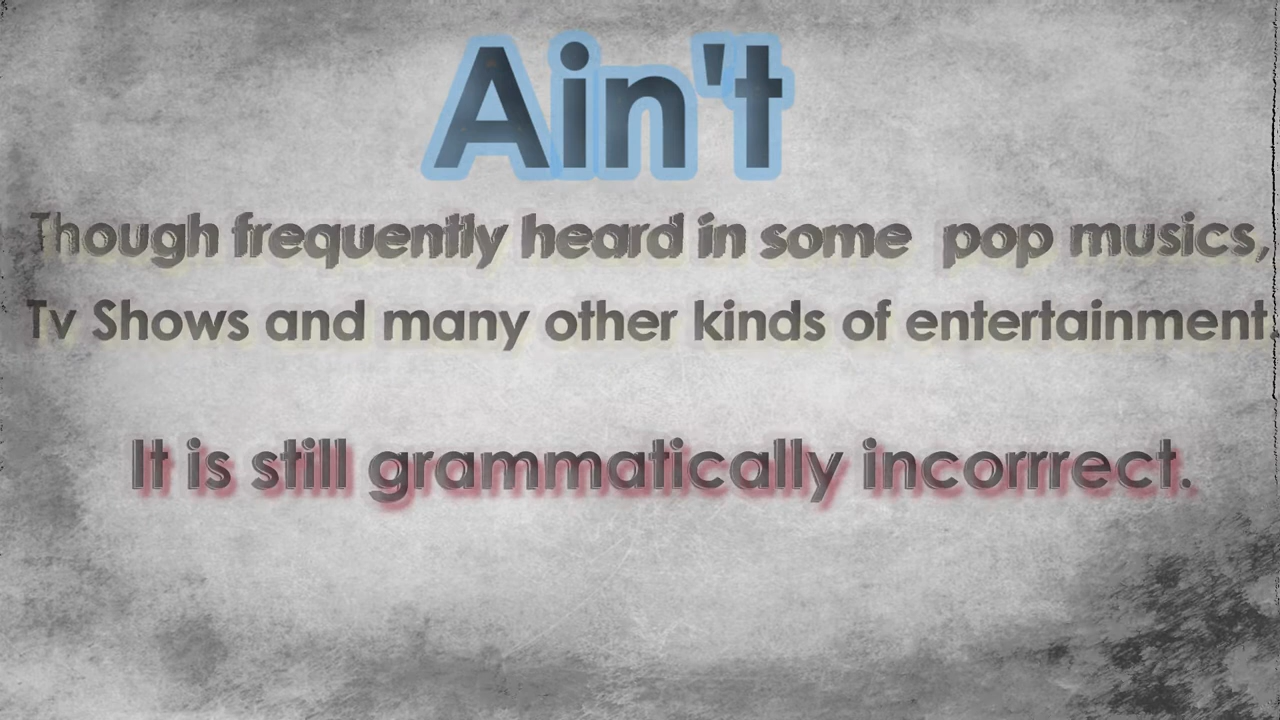 Ain't
Though frequently heard in some pop musics,
Tv Shows and many other kinds of entertainment
It is still grammatically incorrrrect.